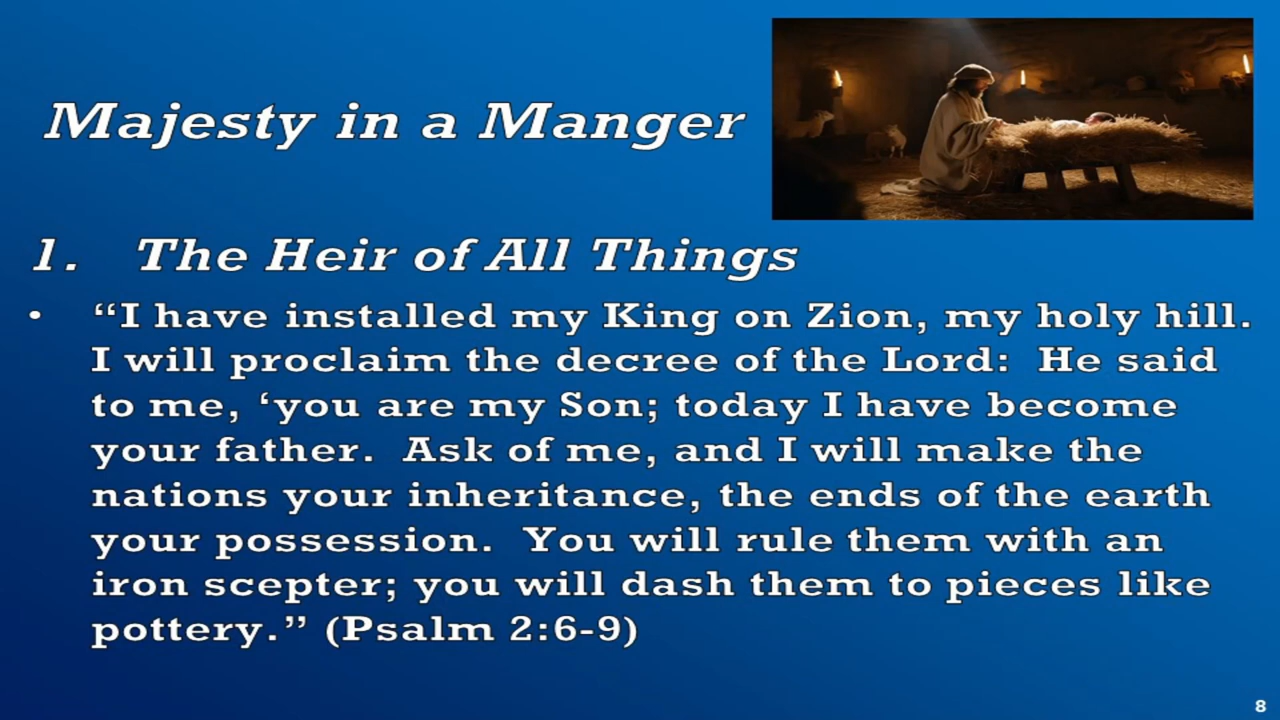 Majesty in a Manger
1. The Heir of All Things
• “I have installed my King on Zion, my holy hill.
I will proclaim the decree of the Lord:  He said
to me, ‘you are my Son; today I have become
your father.  Ask of me, and I will make the
nations your inheritance, the ends of the earth
your possession.  You will rule them with an
iron scepter; you will dash them to pieces like
pottery.” (Psalm 2:6-9)
8